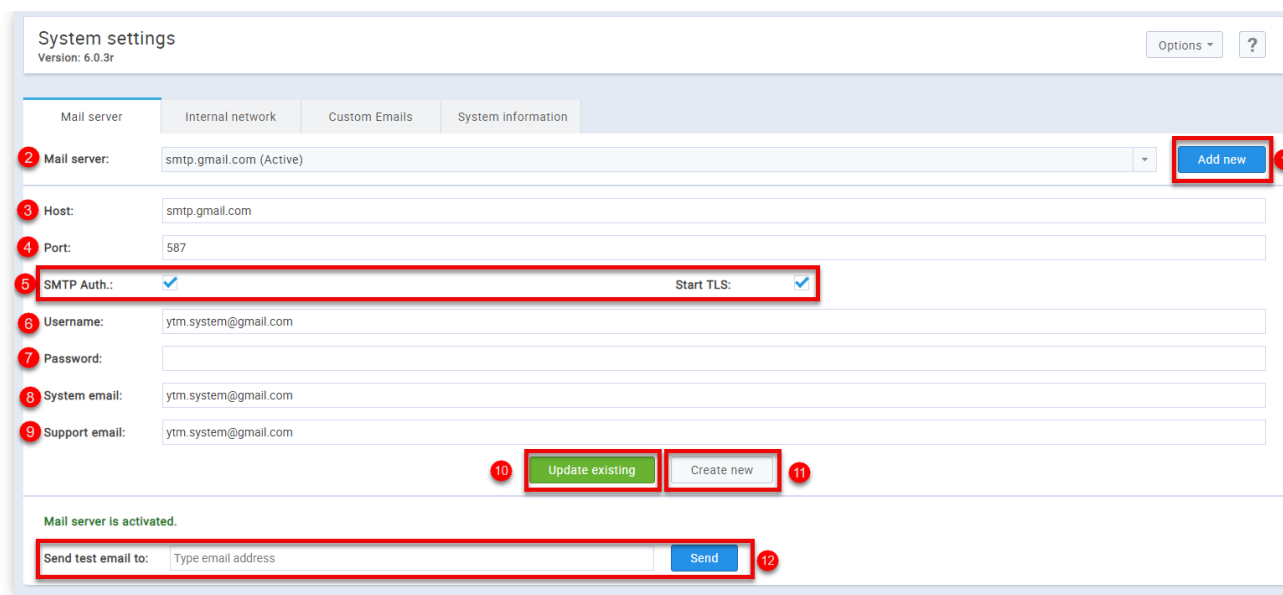 System settings
Version: 6.0.3r
Options
?
Mail server
Internal network
Custom Emails
System information
2 Mail server: smtp.gmail.com (Active) Add new
3 Host: smtp.gmail.com
4 Port: 587
5 SMTP Auth.: Start TLS:
6 Username: ytm.system@gmail.com
7 Password:
8 System email: ytm.system@gmail.com
9 Support email: ytm.system@gmail.com
10 Update existing Create new 11
Mail server is activated.
Send test email to: Type email address Send 12